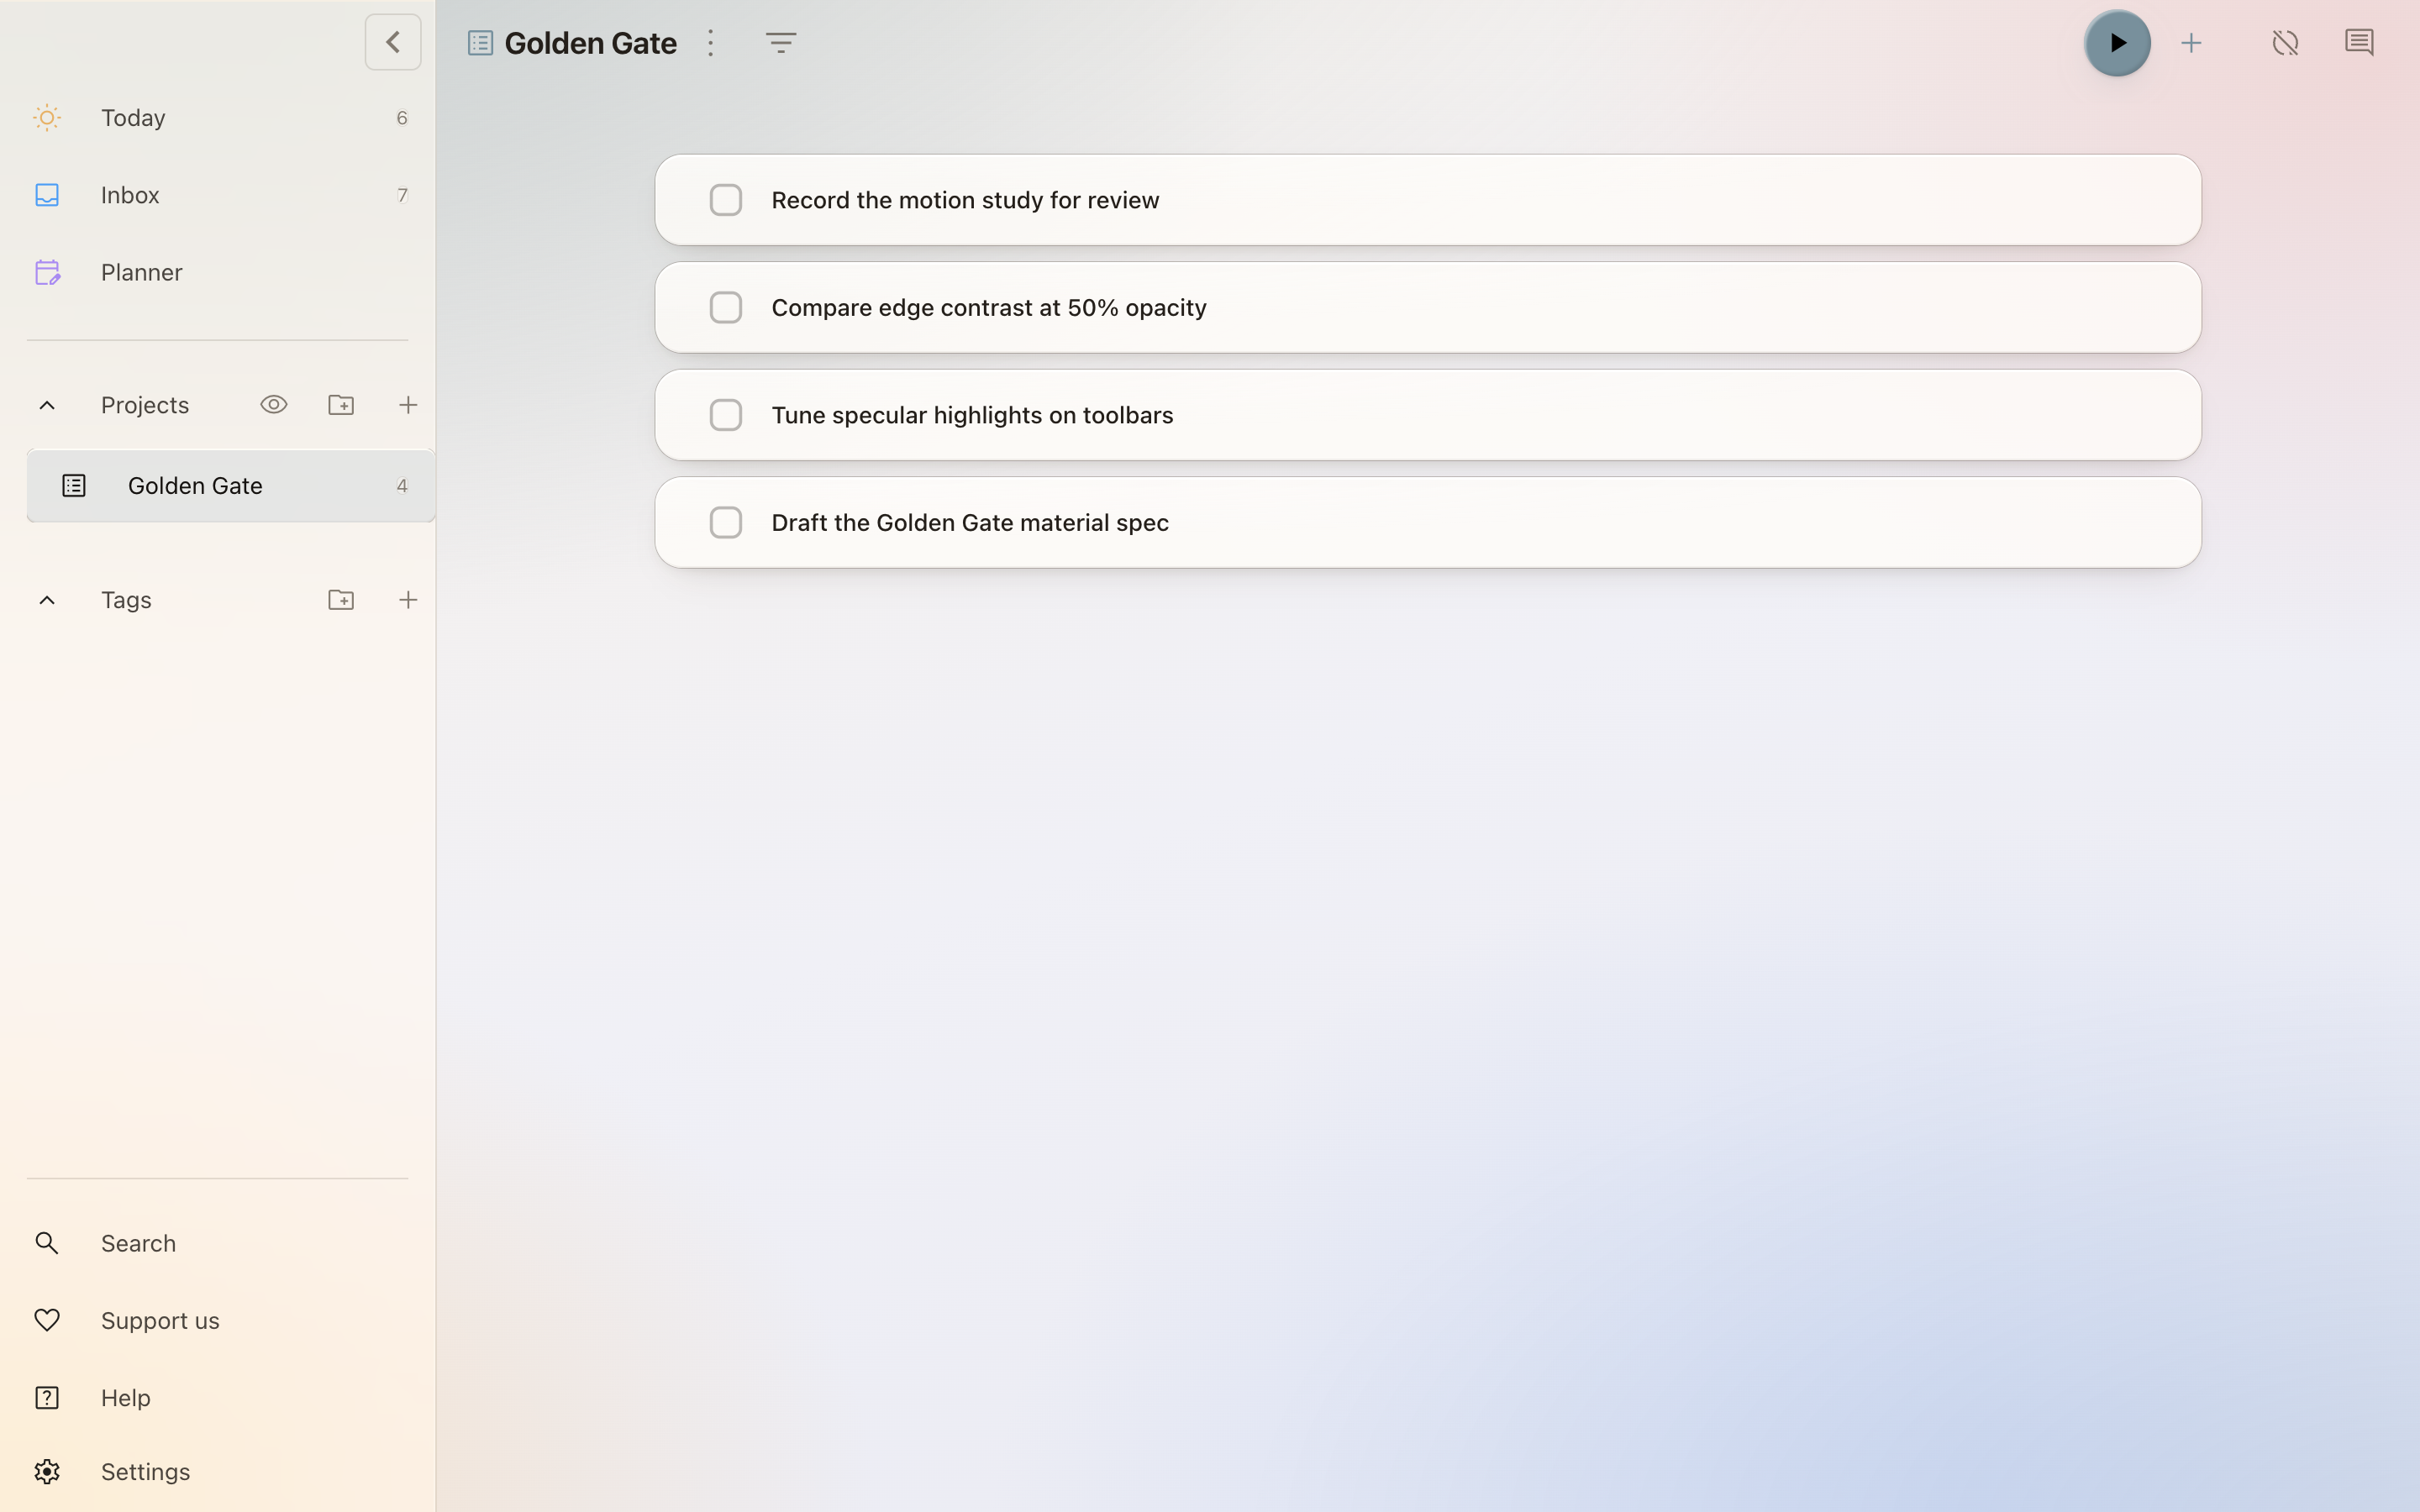 Golden Gate
Today 6
Inbox 7
Planner
Projects
Golden Gate 4
Tags
Search
Support us
Help
Settings
Record the motion study for review
Compare edge contrast at 50% opacity
Tune specular highlights on toolbars
Draft the Golden Gate material spec